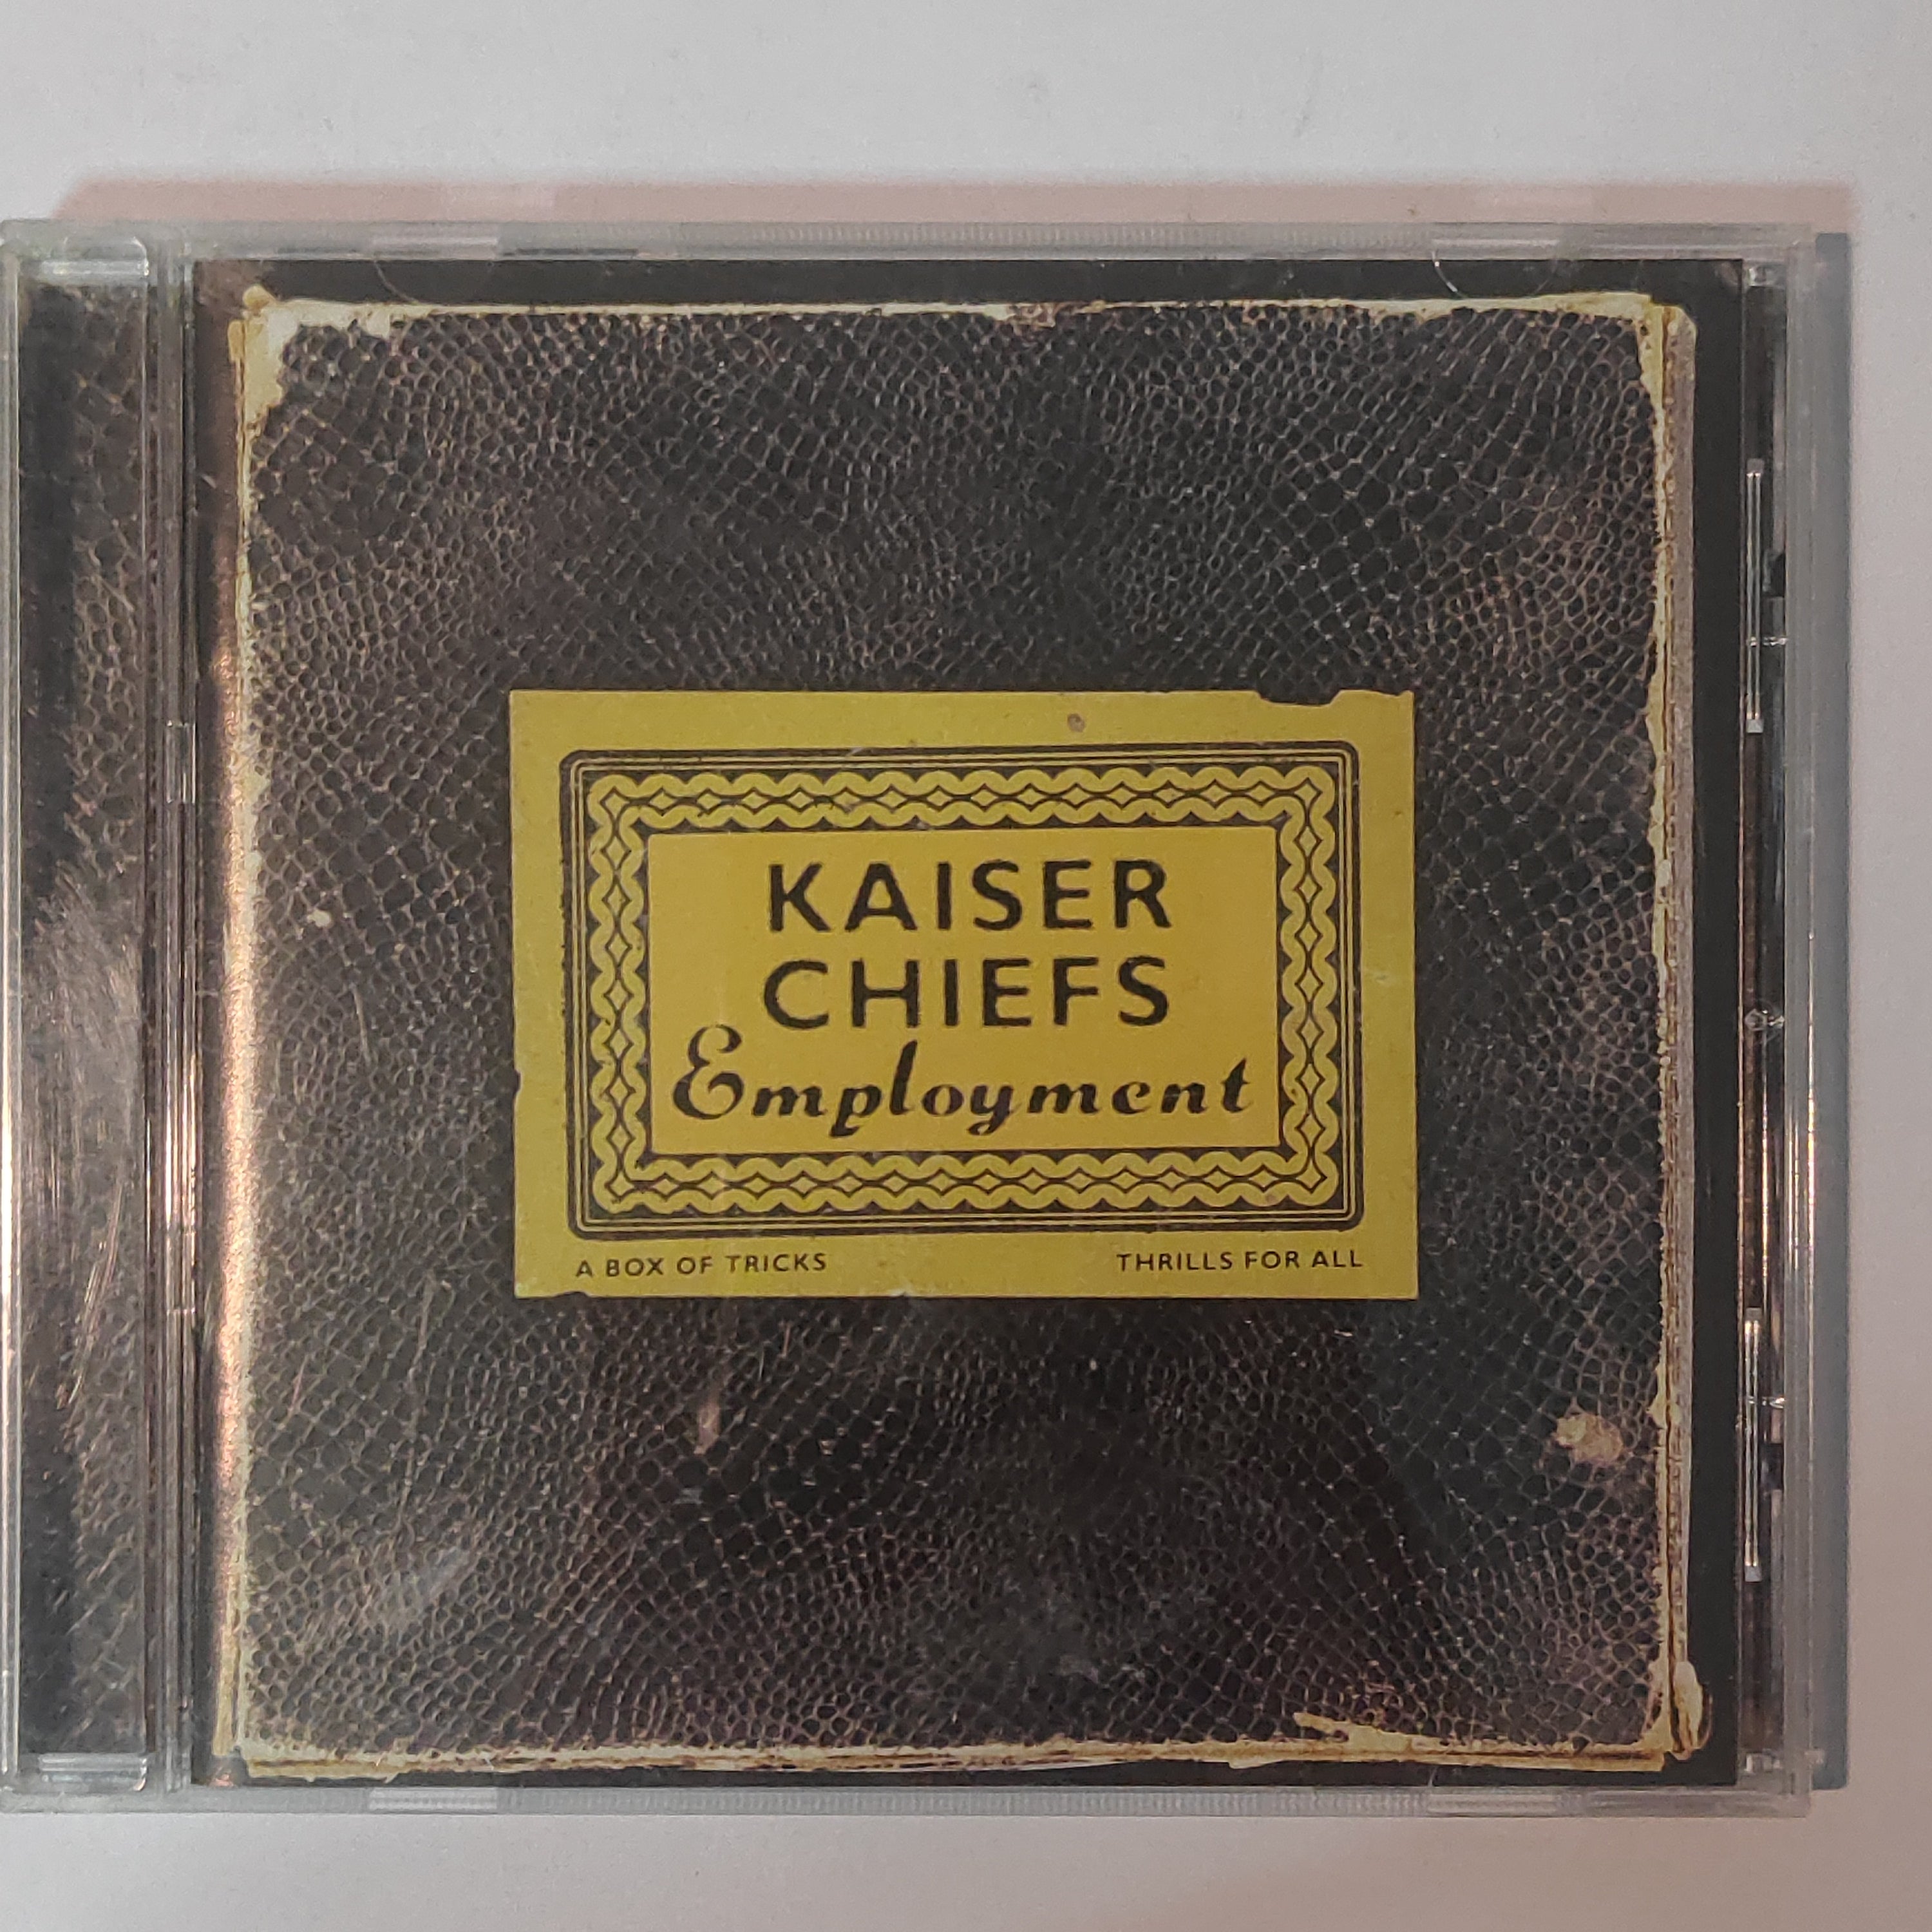 KAISER
CHIEFS
Employment
A BOX OF TRICKS
THRILLS FOR ALL